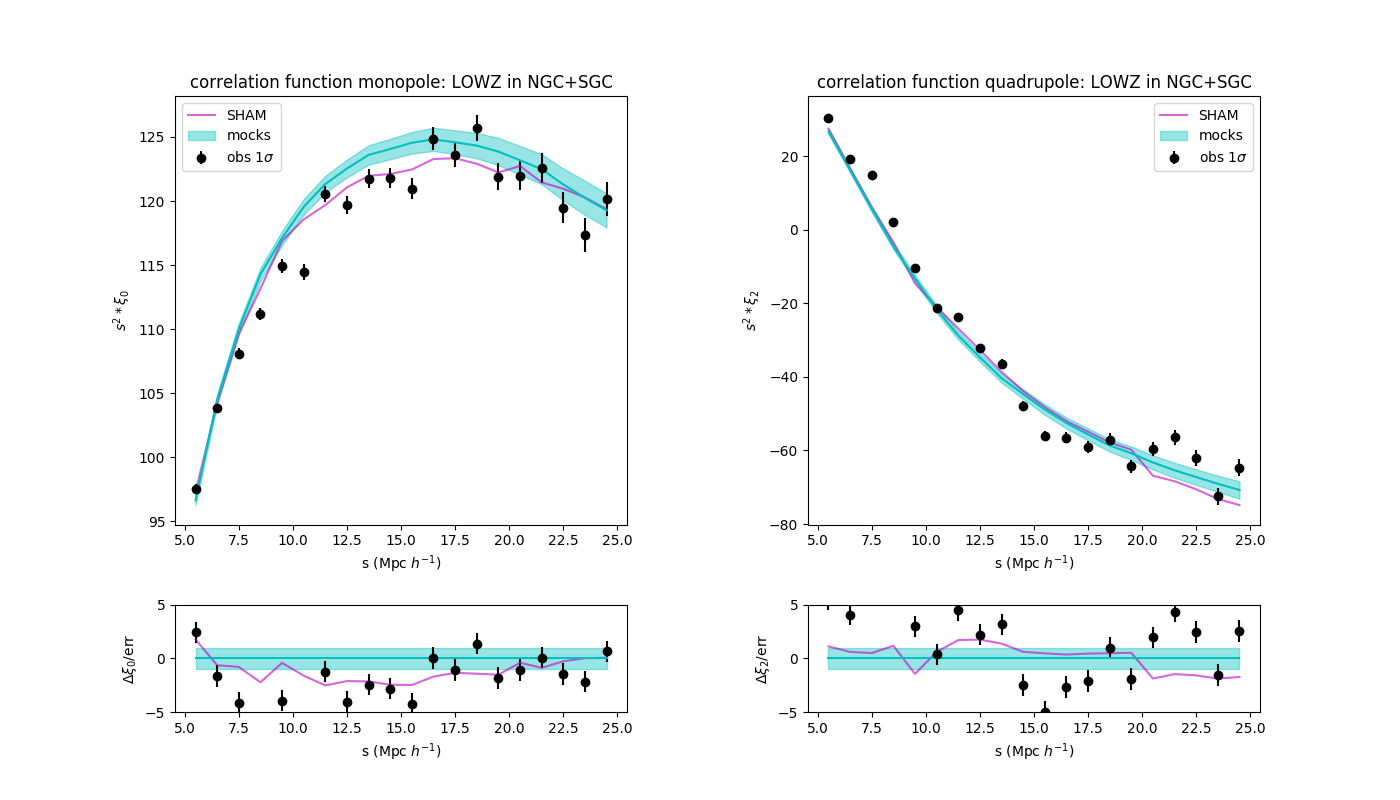 correlation function monopole: LOWZ in NGC+SGC
SHAM
mocks
obs 1σ
125
120
115
110
105
100
95
s² * ξ₀
5.0 7.5 10.0 12.5 15.0 17.5 20.0 22.5 25.0
s (Mpc h⁻¹)
correlation function quadrupole: LOWZ in NGC+SGC
SHAM
mocks
obs 1σ
20
0
−20
−40
−60
−80
s² * ξ₂
5.0 7.5 10.0 12.5 15.0 17.5 20.0 22.5 25.0
s (Mpc h⁻¹)
5
0
−5
Δξ₀/err
5.0 7.5 10.0 12.5 15.0 17.5 20.0 22.5 25.0
s (Mpc h⁻¹)
5
0
−5
Δξ₂/err
5.0 7.5 10.0 12.5 15.0 17.5 20.0 22.5 25.0
s (Mpc h⁻¹)